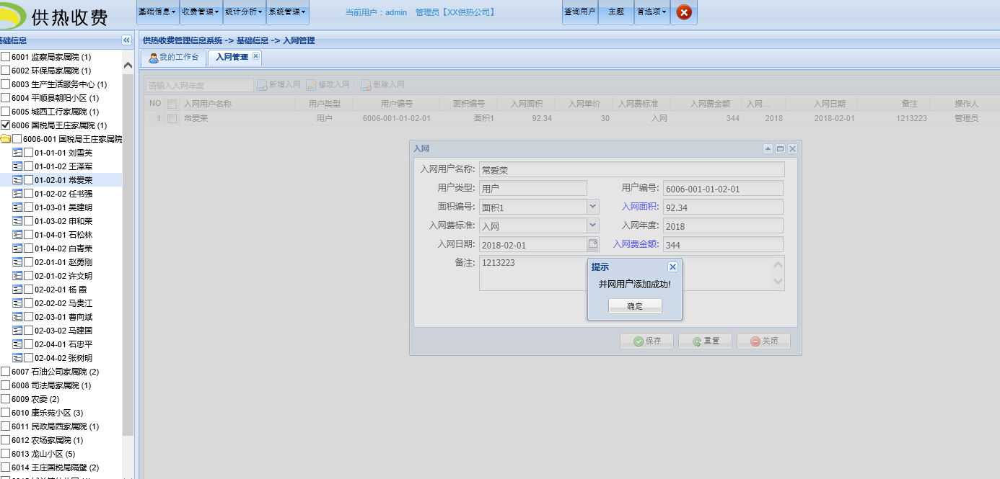 供热收费
基础信息 收费管理 统计分析 系统管理
当前用户：admin 管理员【XX供热公司】
查询用户 主题 首选项
基础信息
供热收费管理信息系统 -> 基础信息 -> 入网管理
我的工作台 入网管理
6001 监察局家属院 (1)
6002 环保局家属院 (1)
6003 生产生活服务中心 (1)
6004 平顺县朝阳小区 (1)
6005 城西工行家属院 (1)
6006 国税局王庄家属院 (1)
6006-001 国税局王庄家属院
01-01-01 刘雪英
01-01-02 王泽军
01-02-01 常爱荣
01-02-02 任书强
01-03-01 吴建明
01-03-02 申和荣
01-04-01 石松林
01-04-02 白青荣
02-01-01 赵勇刚
02-01-02 许文明
02-02-01 杨 霞
02-02-02 马贵江
02-03-01 曹向斌
02-03-02 马建国
02-04-01 石忠平
02-04-02 张树明
6007 石油公司家属院 (2)
6008 司法局家属院 (1)
6009 农委 (2)
6010 康乐苑小区 (3)
6011 民政局西家属院 (1)
6012 农场家属院 (1)
6013 龙山小区 (5)
6014 王庄国税局隔壁 (2)
请输入入网年度 新增入网 修改入网 删除入网
NO 入网用户名称 用户类型 用户编号 面积编号 入网面积 入网单价 入网费标准 入网费金额 入网... 入网日期 备注 操作人
1 常爱荣 用户 6006-001-01-02-01 面积1 92.34 30 入网 344 2018 2018-02-01 1213223 管理员
入网
入网用户名称: 常爱荣
用户类型: 用户 用户编号: 6006-001-01-02-01
面积编号: 面积1 入网面积: 92.34
入网费标准: 入网 入网年度: 2018
入网日期: 2018-02-01 入网费金额: 344
备注: 1213223
提示
并网用户添加成功!
确定
保存 重置 关闭